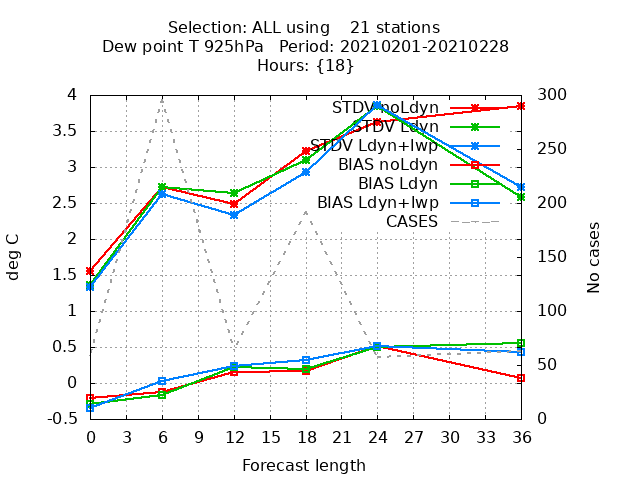 Selection: ALL using    21 stations
Dew point T 925hPa   Period: 20210201-20210228
Hours: {18}
STDV noLdyn
STDV Ldyn
STDV Ldyn+lwp
BIAS noLdyn
BIAS Ldyn
BIAS Ldyn+lwp
CASES
deg C
4
3.5
3
2.5
2
1.5
1
0.5
0
-0.5
No cases
300
250
200
150
100
50
0
0 3 6 9 12 15 18 21 24 27 30 33 36
Forecast length